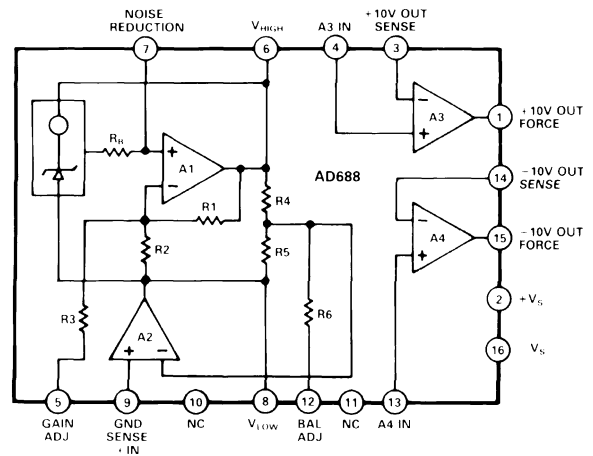 NOISE
REDUCTION
V HIGH
A3 IN
+10V OUT
SENSE
7
6
4
3
RB
A1
+
−
R1
R4
AD688
−
A3
+
1
+10V OUT
FORCE
14
−10V OUT
SENSE
−
A4
+
15
−10V OUT
FORCE
R2
R5
R3
R6
A2
+
−
2
+VS
16
VS
5
9
10
8
12
11
13
GAIN
ADJ
GND
SENSE
+IN
NC
V LOW
BAL
ADJ
NC
A4 IN